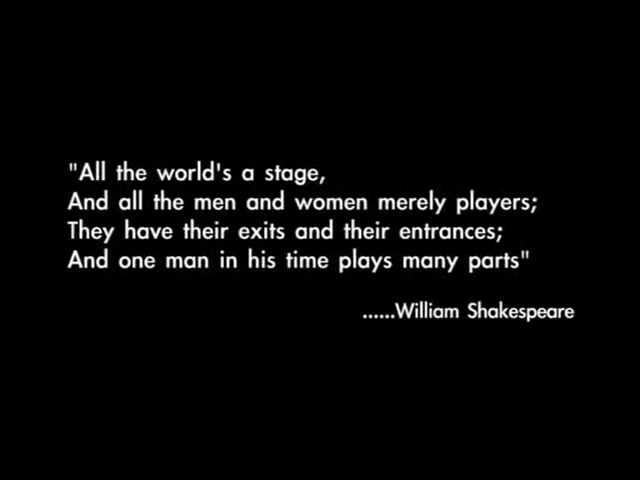 "All the world's a stage,
And all the men and women merely players;
They have their exits and their entrances;
And one man in his time plays many parts"
......William Shakespeare